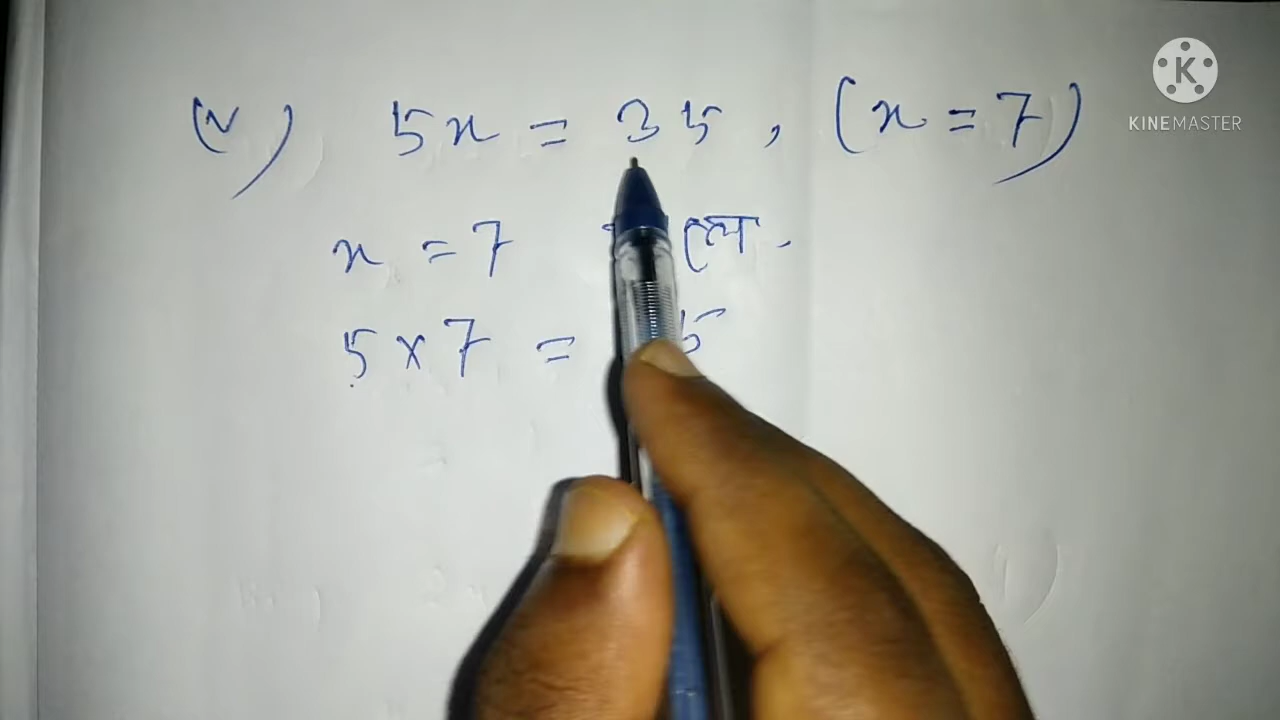 (v) 5x = 35, (x = 7)
KINEMASTER
x = 7
5 × 7 =